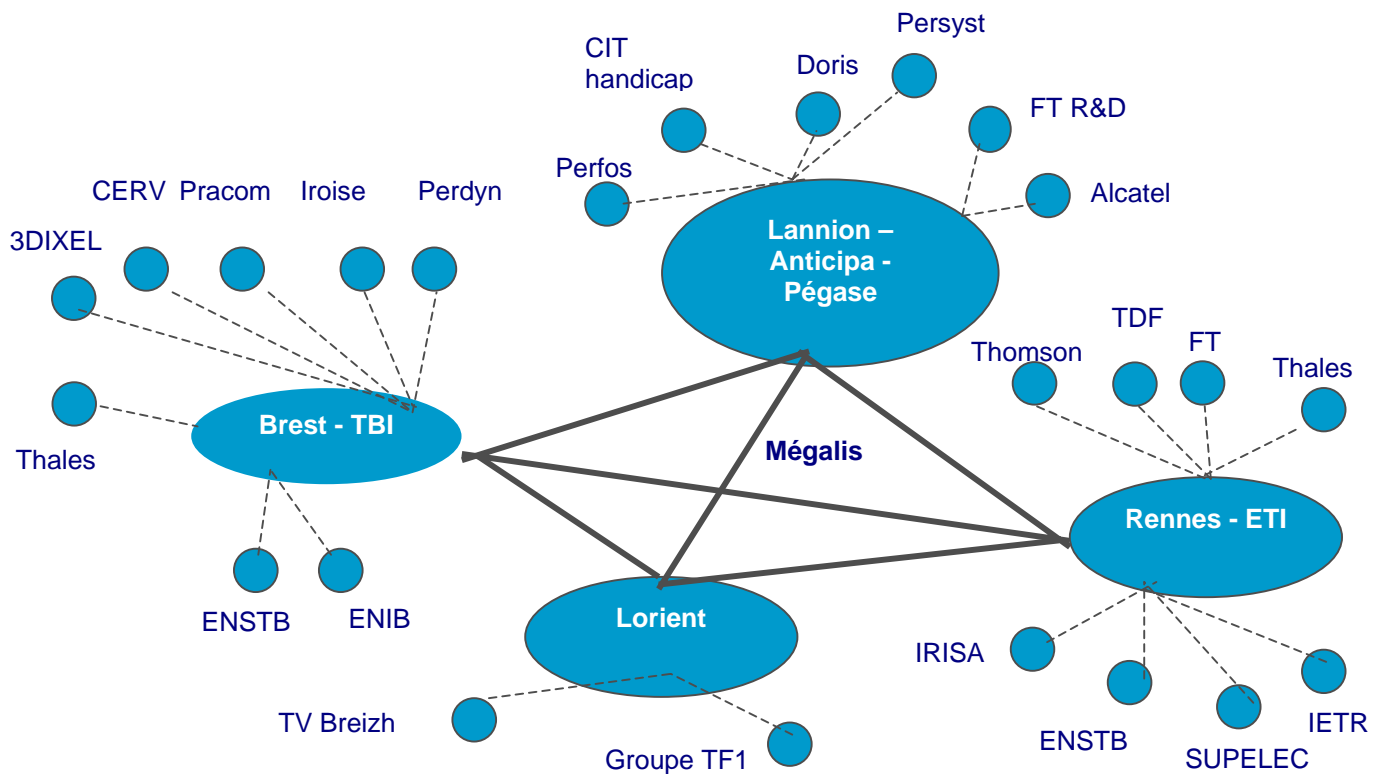 Persyst
CIT
handicap
Doris
FT R&D
Perfos
Alcatel
CERV
Pracom
Iroise
Perdyn
3DIXEL
Lannion –
Anticipa -
Pégase
TDF
FT
Thomson
Thales
Brest - TBI
Mégalis
Thales
Rennes - ETI
ENSTB
ENIB
Lorient
IRISA
TV Breizh
Groupe TF1
ENSTB
SUPELEC
IETR